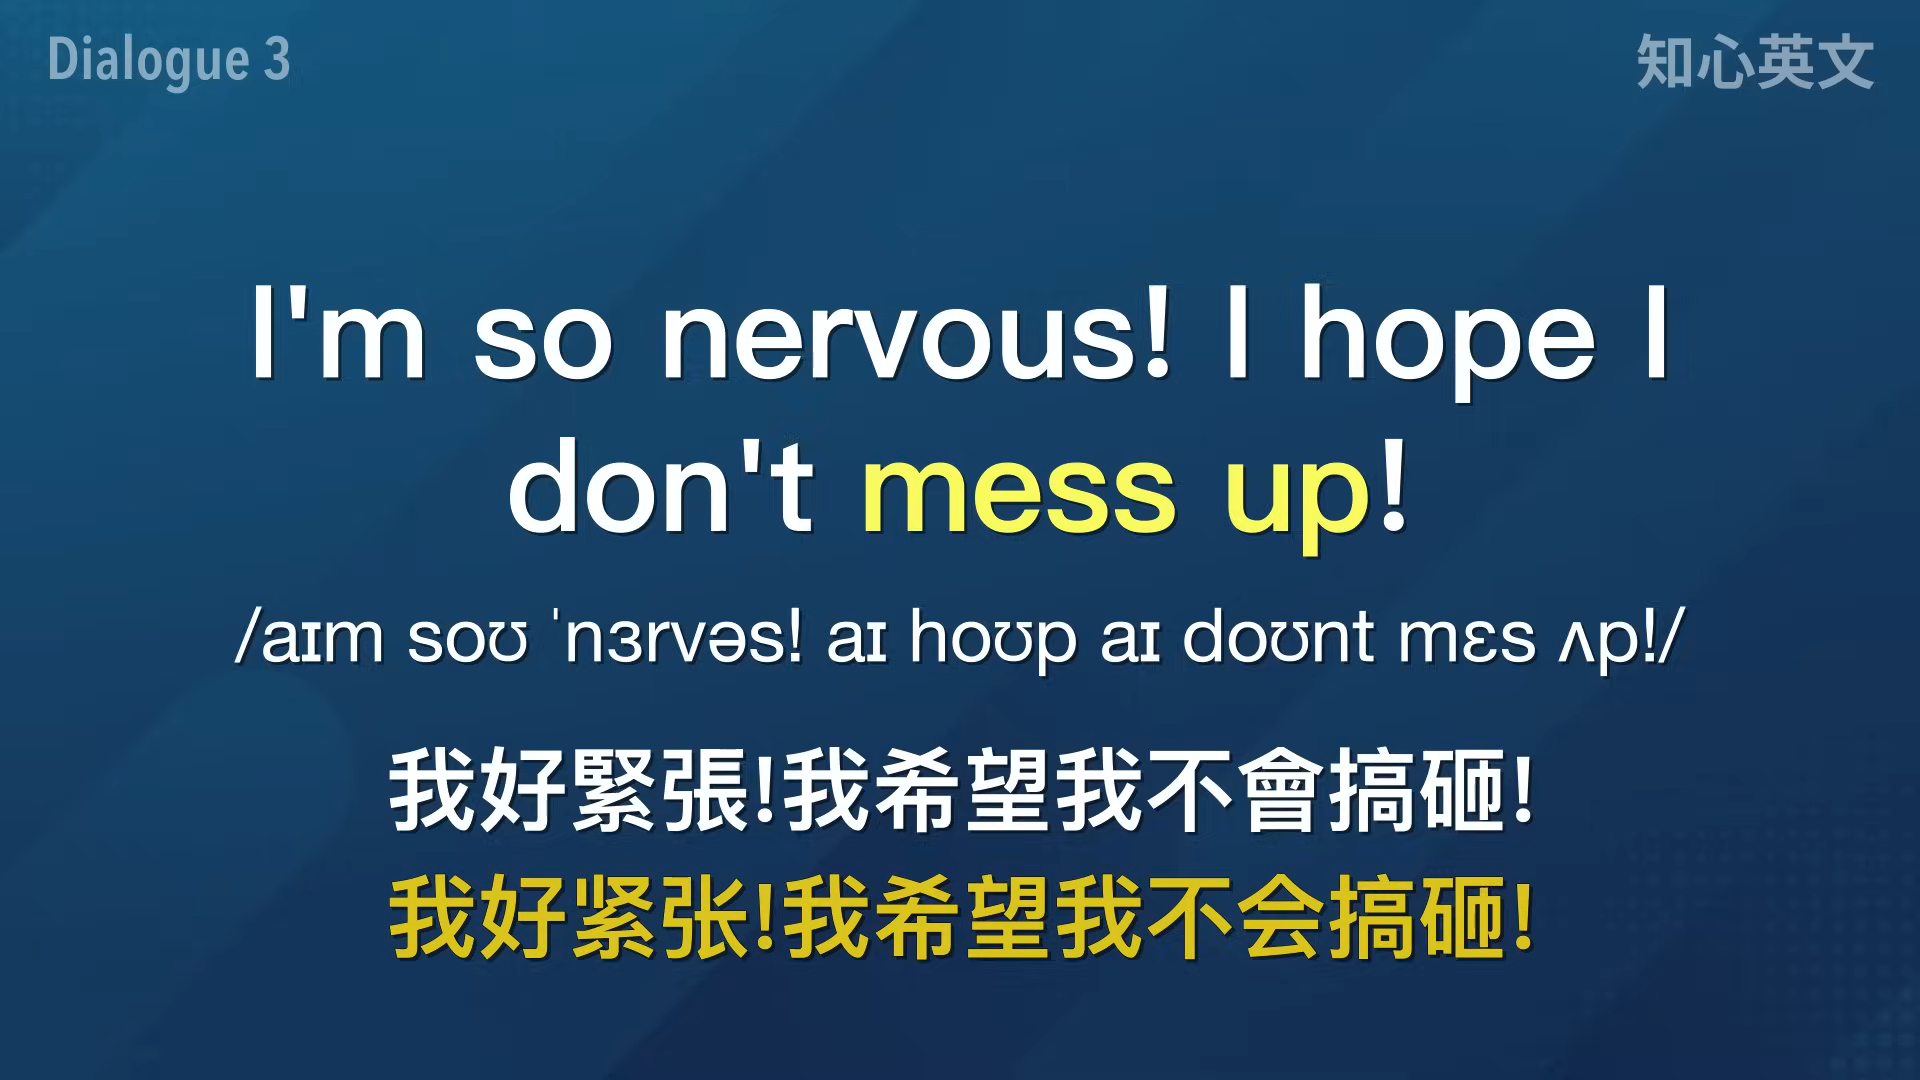 Dialogue 3
知心英文
I'm so nervous! I hope I
don't mess up!
/aɪm soʊ ˈnɜrvəs! aɪ hoʊp aɪ doʊnt mɛs ʌp!/
我好緊張!我希望我不會搞砸!
我好紧张!我希望我不会搞砸!